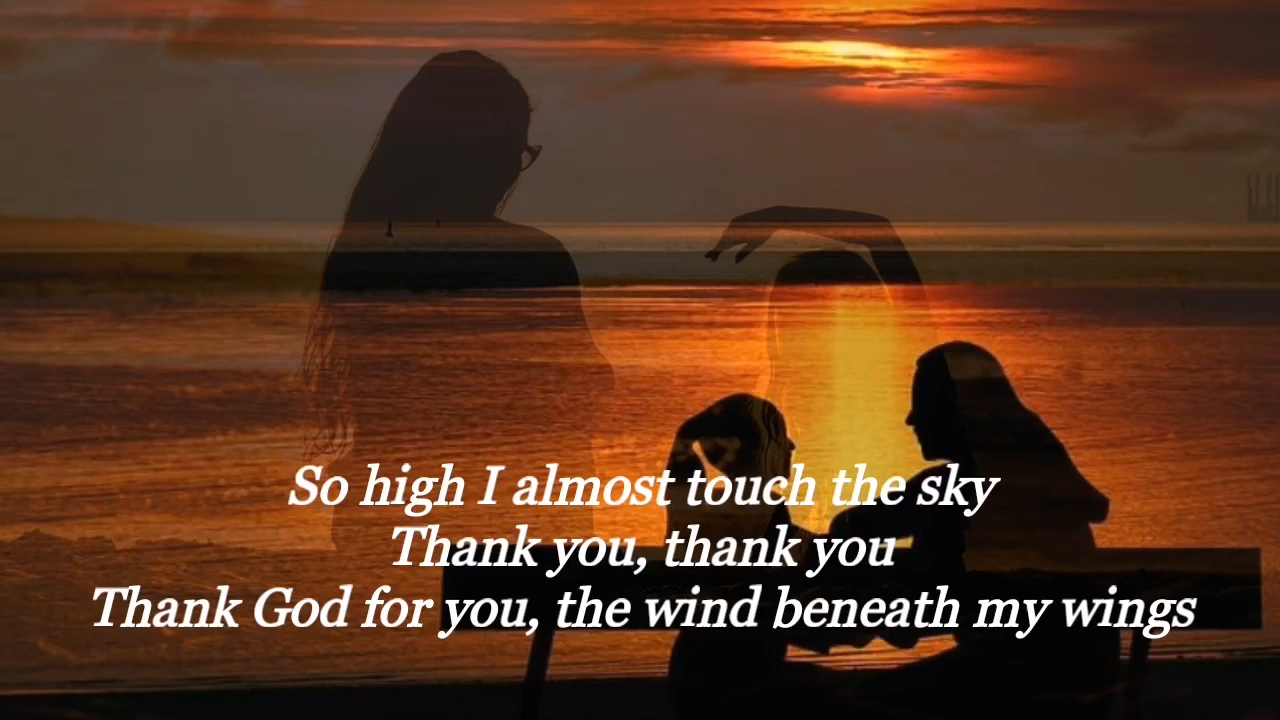 So high I almost touch the sky
Thank you, thank you
Thank God for you, the wind beneath my wings